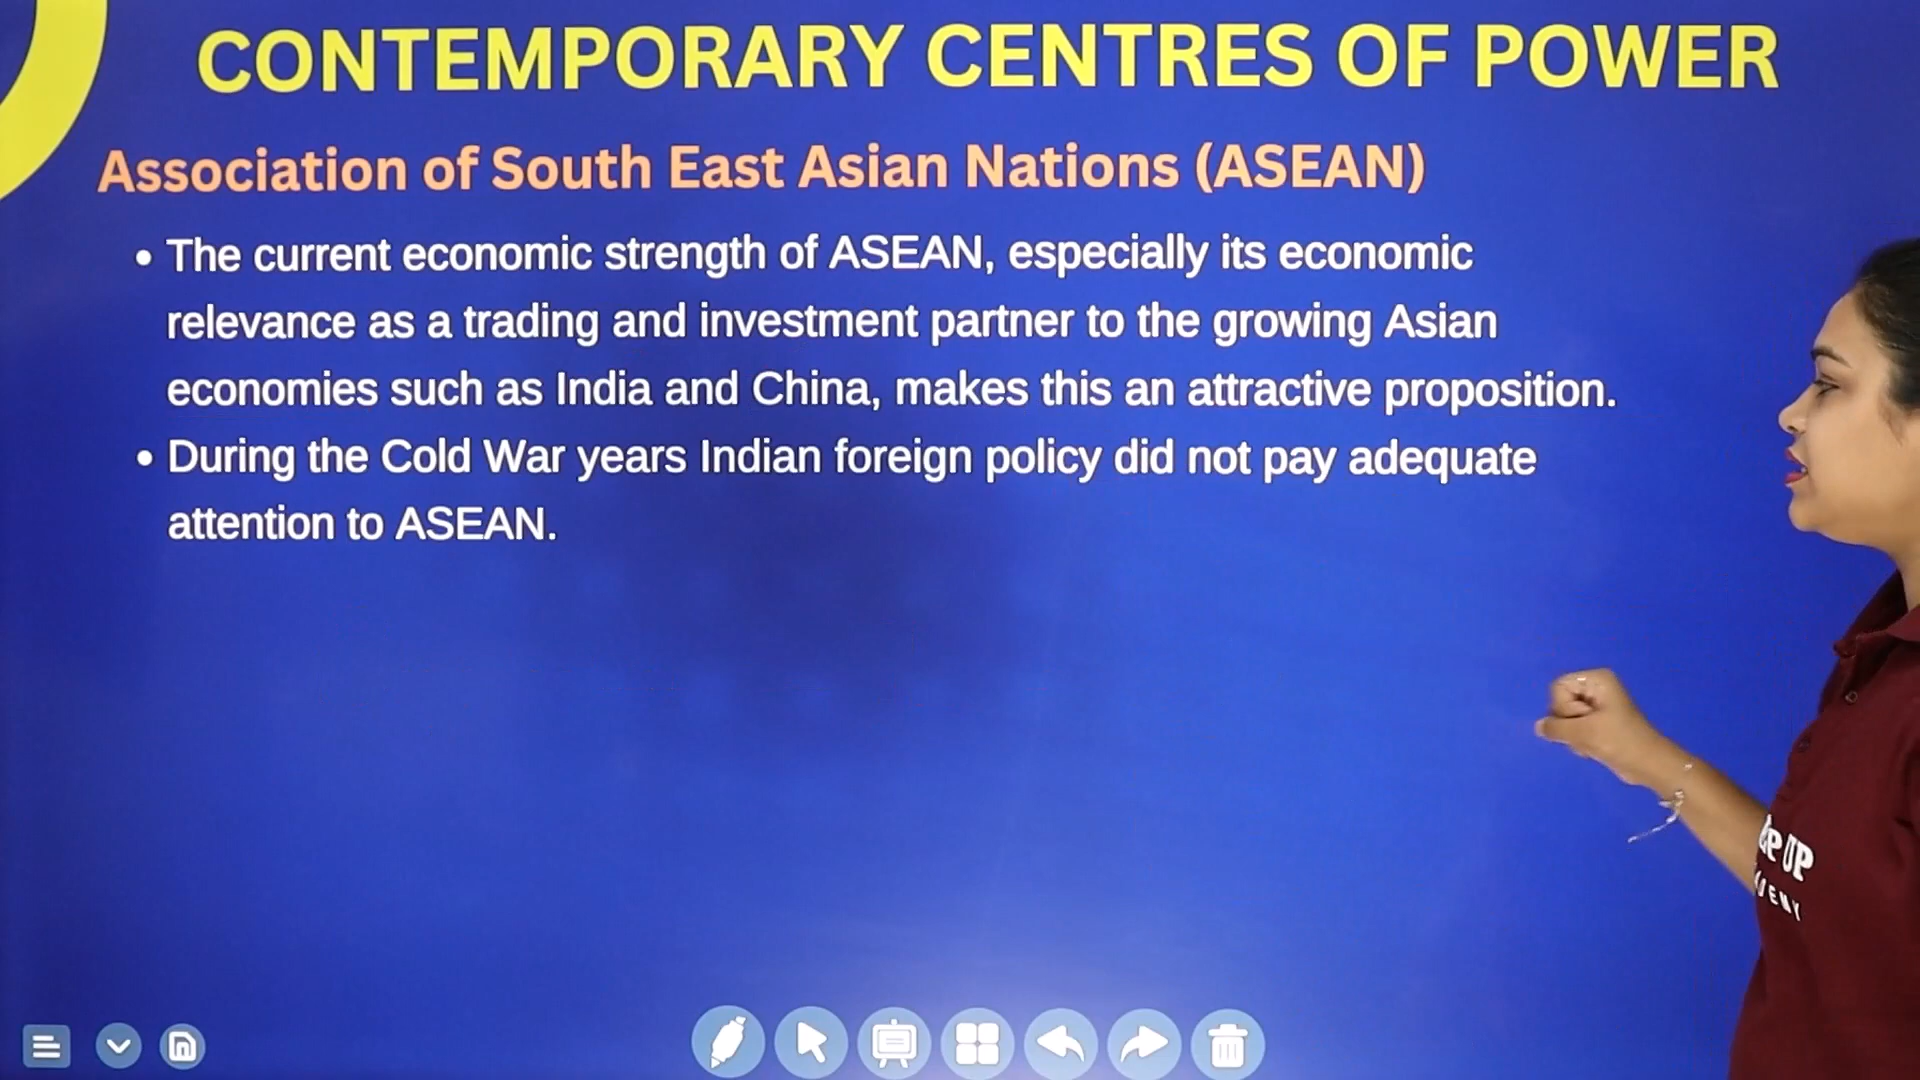 CONTEMPORARY CENTRES OF POWER
Association of South East Asian Nations (ASEAN)
• The current economic strength of ASEAN, especially its economic
relevance as a trading and investment partner to the growing Asian
economies such as India and China, makes this an attractive proposition.
• During the Cold War years Indian foreign policy did not pay adequate
attention to ASEAN.
UP